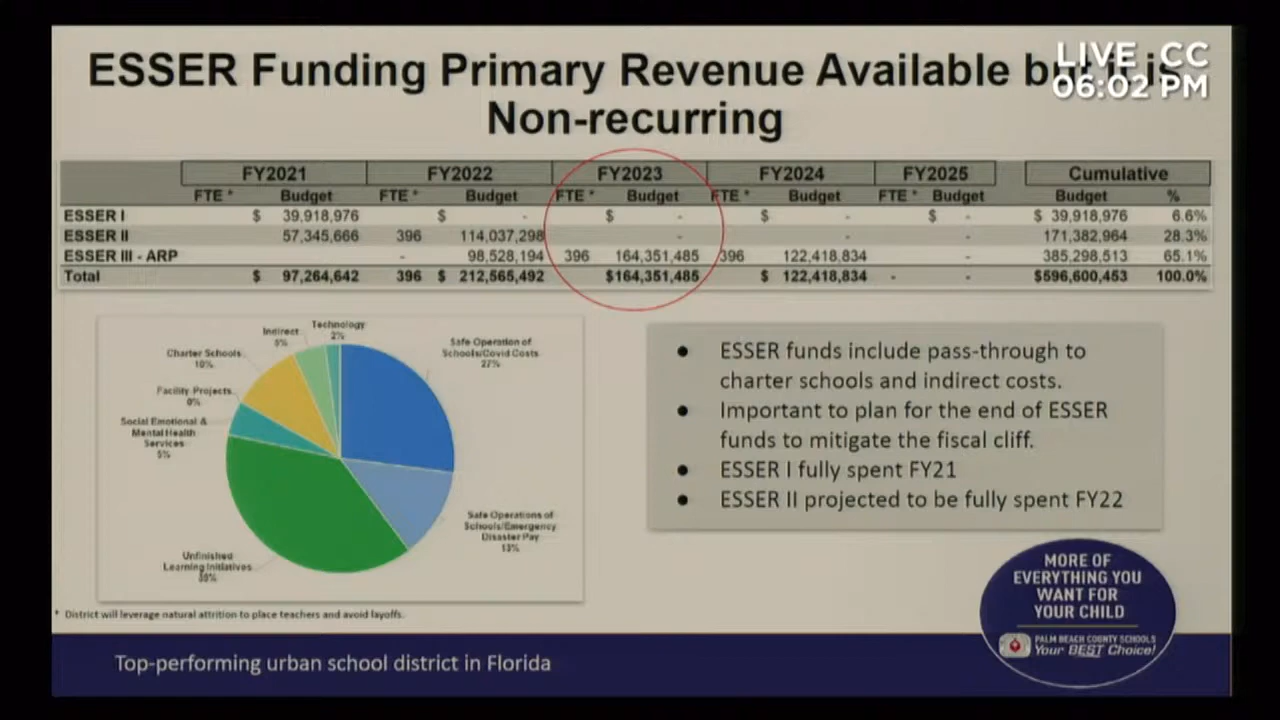 ESSER Funding Primary Revenue Available but it is
Non-recurring
LIVE CC
06:02 PM
FY2021 FY2022 FY2023 FY2024 FY2025 Cumulative
FTE * Budget FTE * Budget FTE * Budget FTE * Budget FTE * Budget Budget %
ESSER I $ 39,918,976 $ - $ - $ - $ - $ 39,918,976 6.6%
ESSER II 57,345,666 396 114,037,298 - - - 171,382,964 28.3%
ESSER III - ARP - 98,528,194 396 164,351,485 396 122,418,834 - 385,298,513 65.1%
Total $ 97,264,642 396 $ 212,565,492 $164,351,485 $ 122,418,834 - - $596,600,453 100.0%
Technology
2%
Indirect
5%
Charter Schools
10%
Facility Projects
0%
Social Emotional &
Mental Health
Services
5%
Unfinished
Learning Initiatives
38%
Safe Operation of
Schools/Covid Costs
27%
Safe Operations of
Schools/Emergency
Disaster Pay
13%
• ESSER funds include pass-through to
charter schools and indirect costs.
• Important to plan for the end of ESSER
funds to mitigate the fiscal cliff.
• ESSER I fully spent FY21
• ESSER II projected to be fully spent FY22
* District will leverage natural attrition to place teachers and avoid layoffs.
MORE OF
EVERYTHING YOU
WANT FOR
YOUR CHILD
PALM BEACH COUNTY SCHOOLS
Your BEST Choice!
Top-performing urban school district in Florida